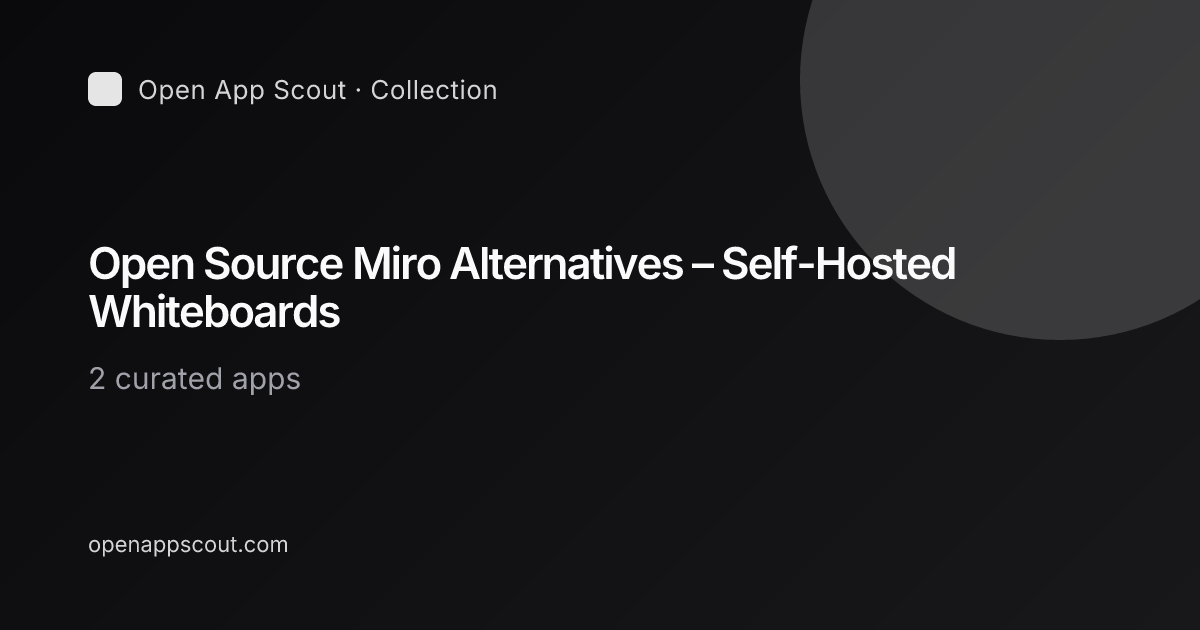 Open App Scout · Collection
Open Source Miro Alternatives – Self-Hosted
Whiteboards
2 curated apps
openappscout.com